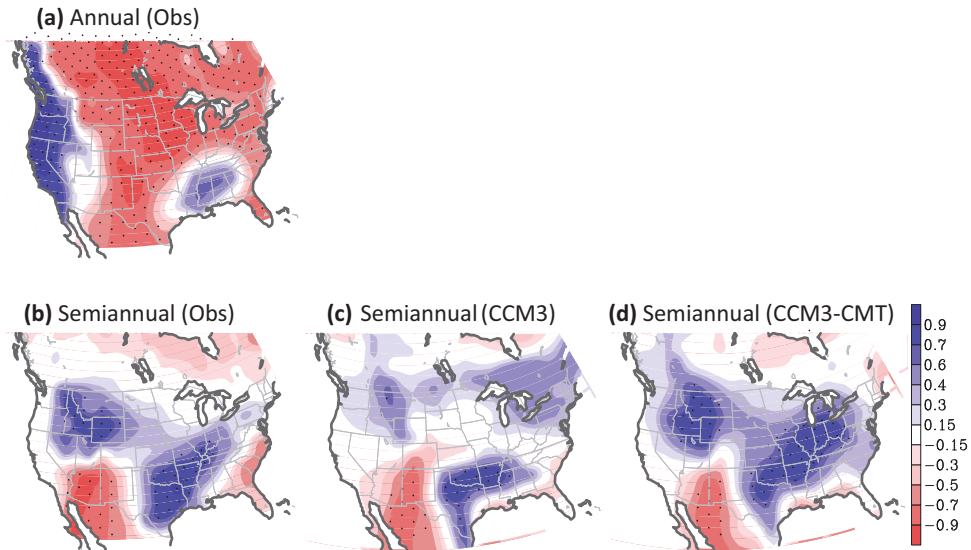 (a) Annual (Obs)
(b) Semiannual (Obs)
(c) Semiannual (CCM3)
(d) Semiannual (CCM3-CMT)
0.9
0.7
0.6
0.4
0.3
0.15
−0.15
−0.3
−0.5
−0.7
−0.9